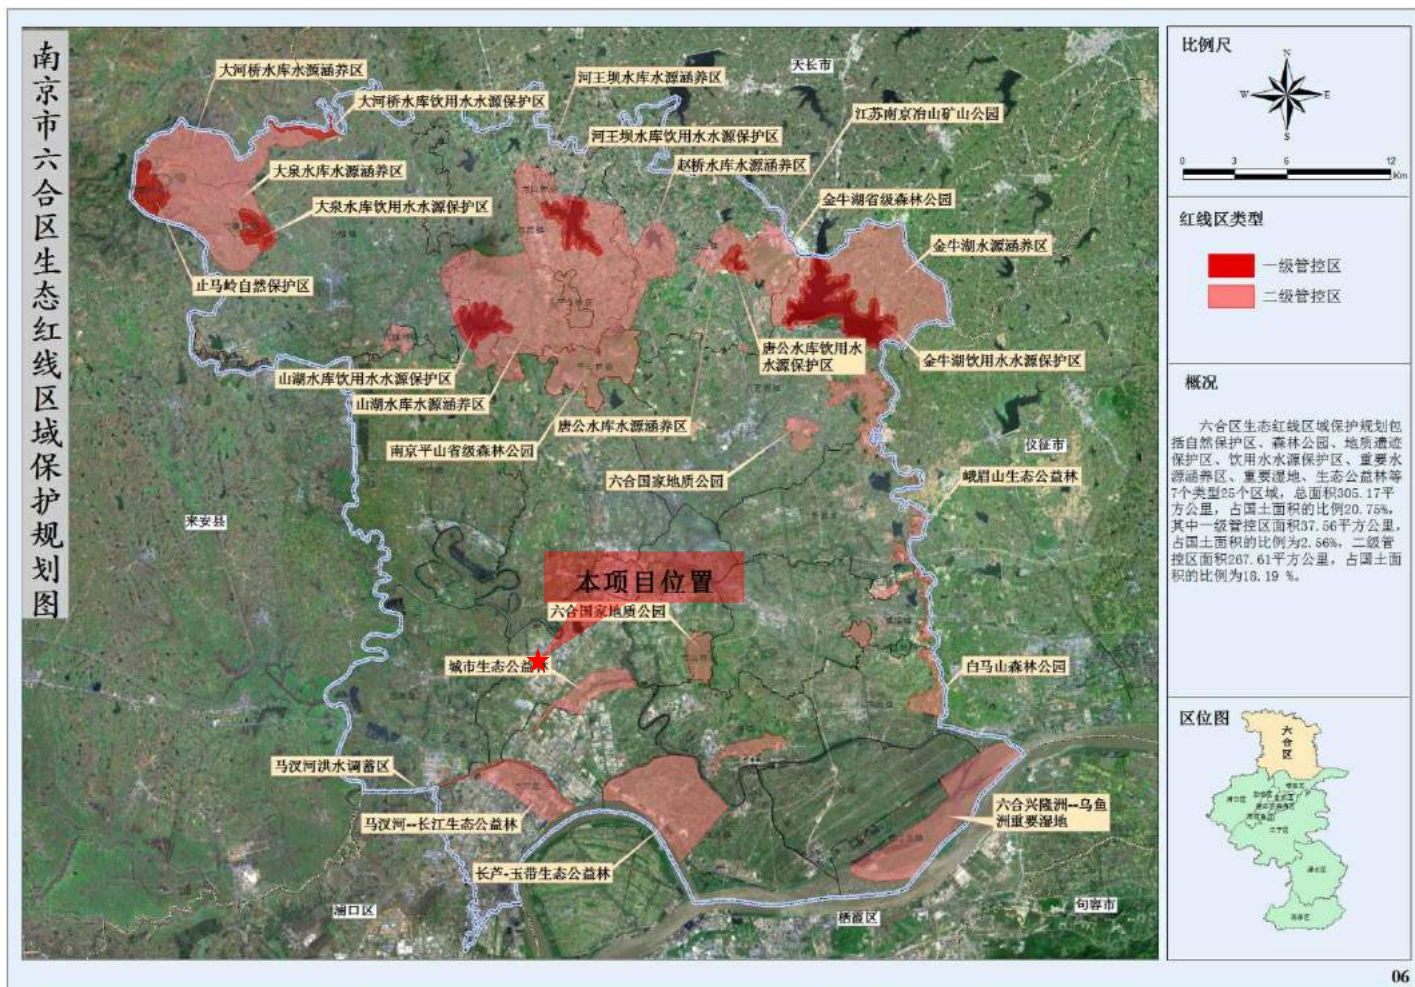 南京市六合区生态红线区域保护规划图
大河桥水库水源涵养区
大河桥水库饮用水水源保护区
河王坝水库水源涵养区
天长市
江苏南京冶山矿山公园
河王坝水库饮用水水源保护区
赵桥水库水源涵养区
大泉水库水源涵养区
大泉水库饮用水水源保护区
金牛湖省级森林公园
金牛湖水源涵养区
止马岭自然保护区
唐公水库饮用水
水源保护区
金牛湖饮用水水源保护区
山湖水库饮用水水源保护区
山湖水库水源涵养区
唐公水库水源涵养区
南京平山省级森林公园
仪征市
六合国家地质公园
峨眉山生态公益林
来安县
本项目位置
六合国家地质公园
城市生态公益林
白马山森林公园
马汊河洪水调蓄区
马汊河--长江生态公益林
六合兴隆洲--乌鱼
洲重要湿地
长芦-玉带生态公益林
浦口区
栖霞区
句容市
比例尺
N
W
E
S
0 3 6 12
Km
红线区类型
一级管控区
二级管控区
概况
六合区生态红线区域保护规划包
括自然保护区、森林公园、地质遗迹
保护区、饮用水水源保护区、重要水
源涵养区、重要湿地、生态公益林等
7个类型25个区域，总面积305.17平
方公里，占国土面积的比例20.75%，
其中一级管控区面积37.56平方公里，
占国土面积的比例为2.56%，二级管
控区面积267.61平方公里，占国土面
积的比例为18.19 %。
区位图
六合区
浦口区
江宁区
溧水区
高淳区
06